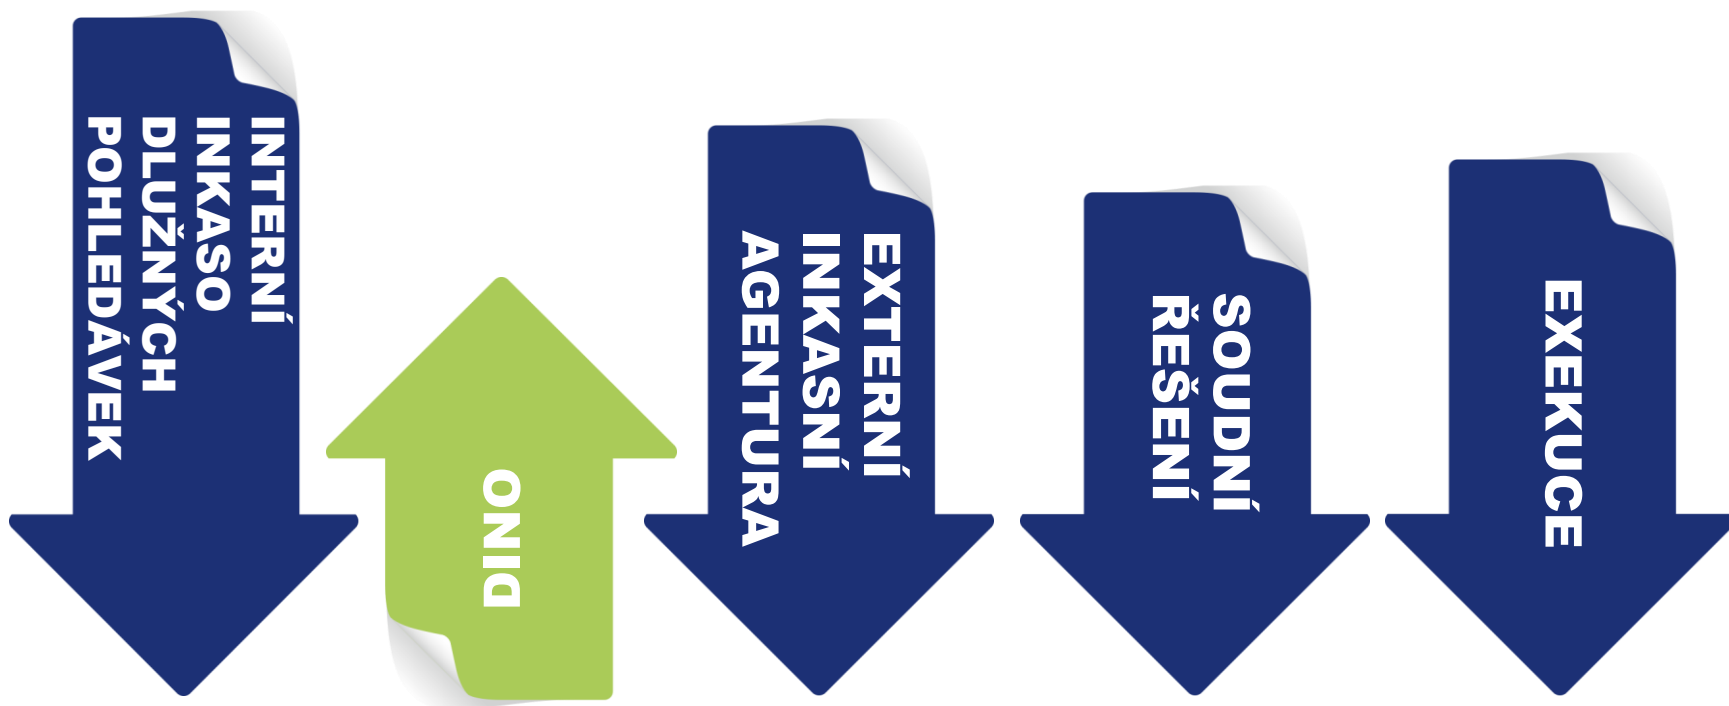 INTERNÍ
INKASO
DLUŽNÝCH
POHLEDÁVEK
DINO
EXTERNÍ
INKASNÍ
AGENTURA
SOUDNÍ
ŘEŠENÍ
EXEKUCE